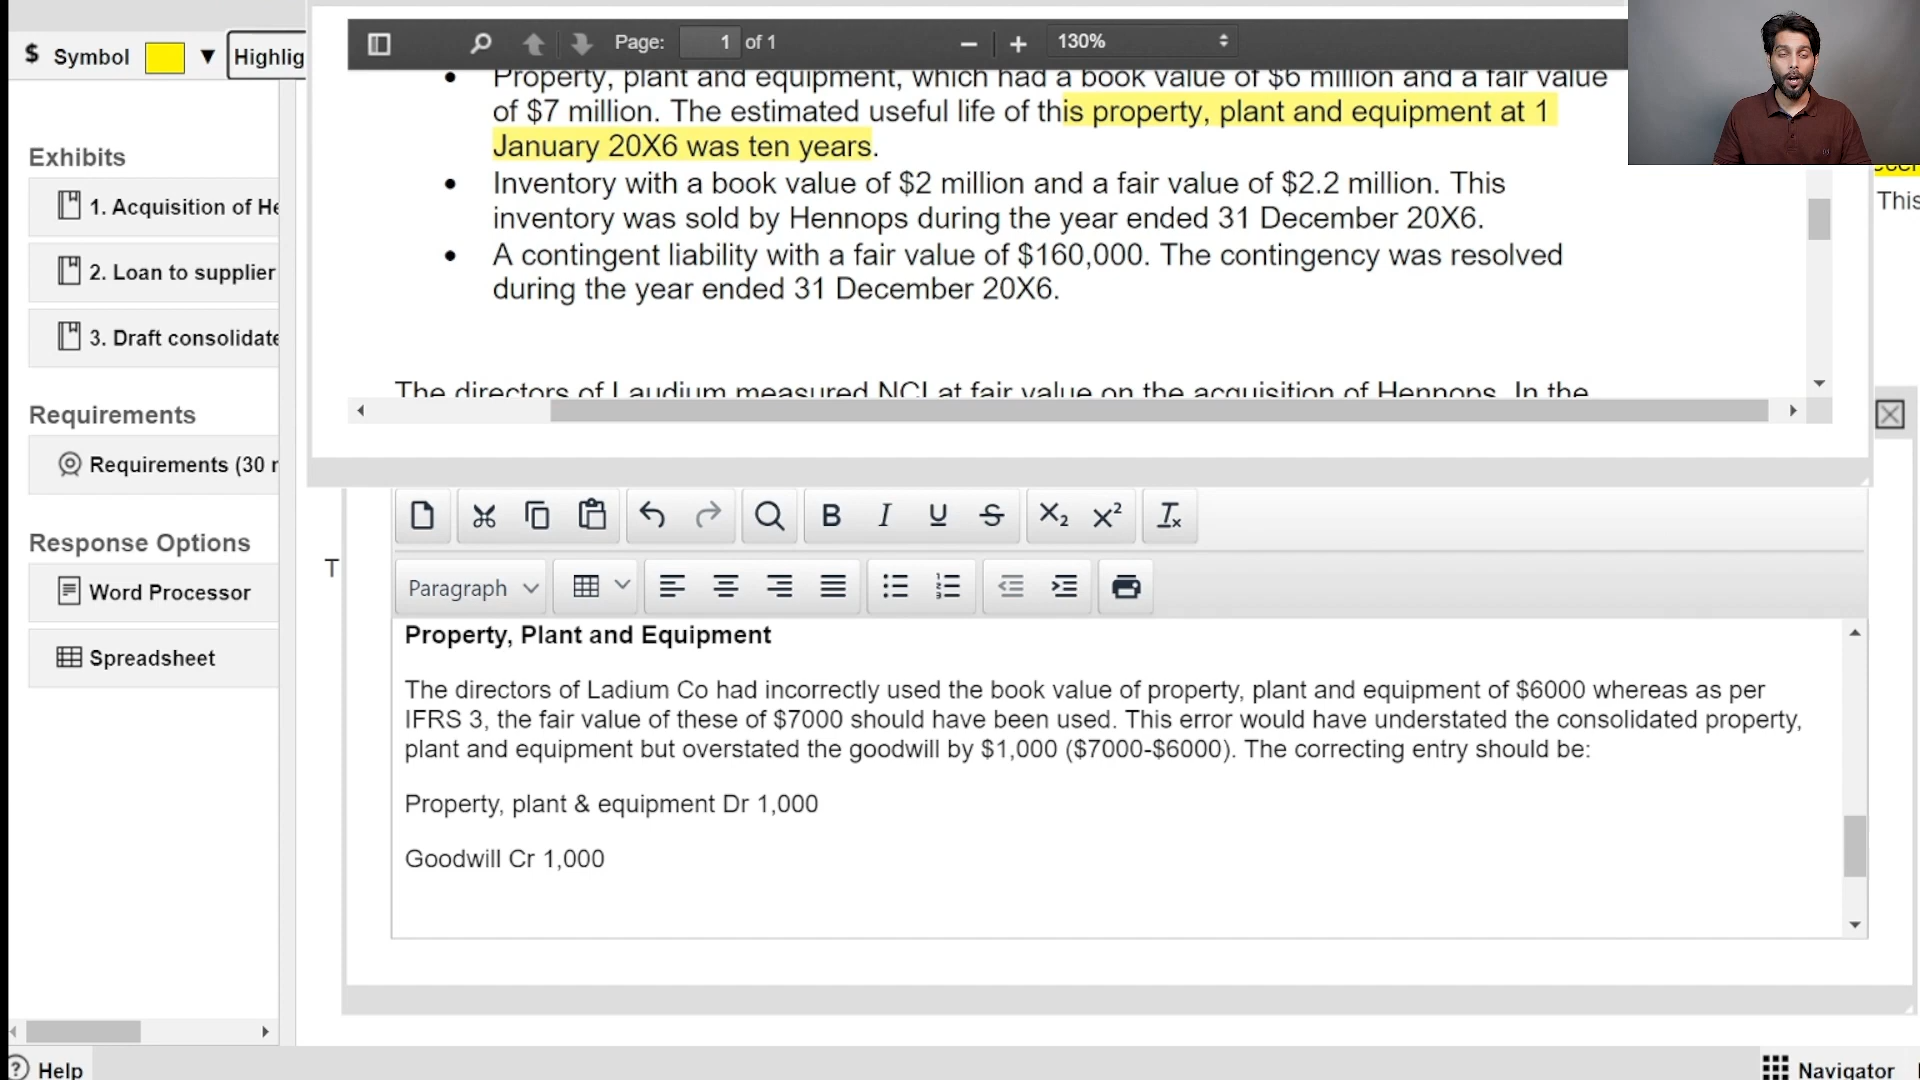 $ Symbol
Highlig
Page: 1 of 1
130%
Property, plant and equipment, which had a book value of $6 million and a fair value
of $7 million. The estimated useful life of this property, plant and equipment at 1
January 20X6 was ten years.
Inventory with a book value of $2 million and a fair value of $2.2 million. This
inventory was sold by Hennops during the year ended 31 December 20X6.
A contingent liability with a fair value of $160,000. The contingency was resolved
during the year ended 31 December 20X6.
The directors of Laudium measured NCI at fair value on the acquisition of Hennops. In the
This
Exhibits
1. Acquisition of He
2. Loan to supplier
3. Draft consolidate
Requirements
Requirements (30 
Response Options
Word Processor
Spreadsheet
T
B I U S X₂ X² Tx
Paragraph
Property, Plant and Equipment
The directors of Ladium Co had incorrectly used the book value of property, plant and equipment of $6000 whereas as per
IFRS 3, the fair value of these of $7000 should have been used. This error would have understated the consolidated property,
plant and equipment but overstated the goodwill by $1,000 ($7000-$6000). The correcting entry should be:
Property, plant & equipment Dr 1,000
Goodwill Cr 1,000
Help
Navigator